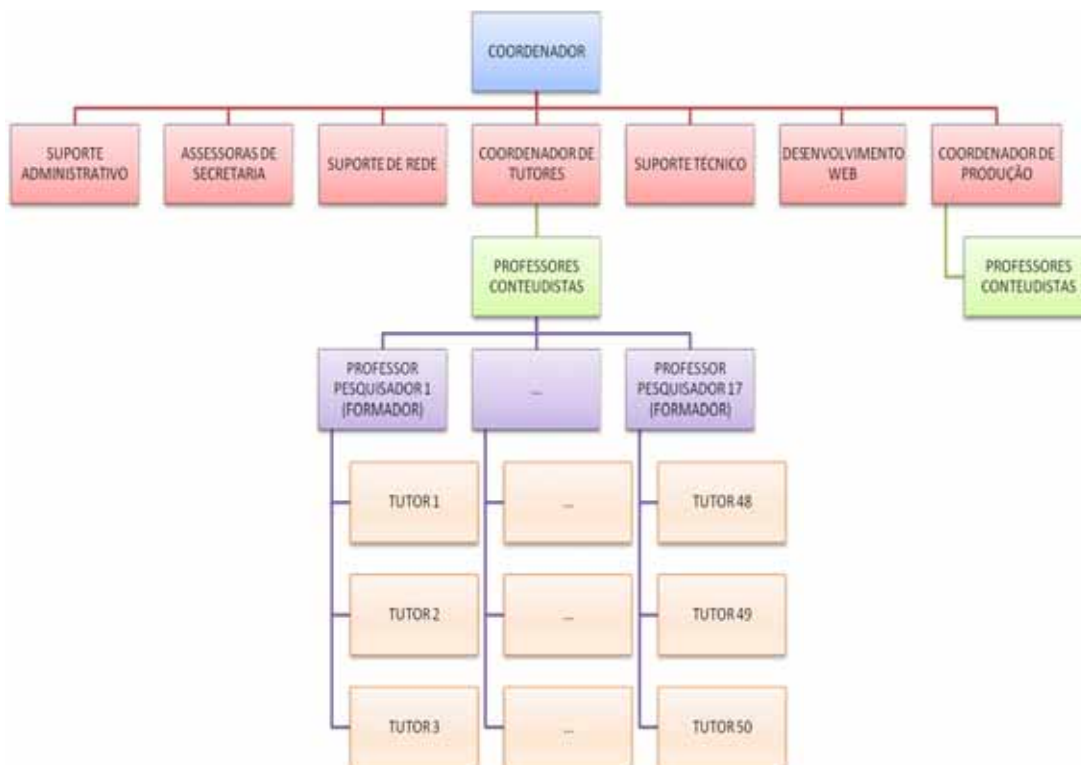 COORDENADOR
SUPORTE
ADMINISTRATIVO
ASSESSORAS DE
SECRETARIA
SUPORTE DE REDE
COORDENADOR DE
TUTORES
SUPORTE TÉCNICO
DESENVOLVIMENTO
WEB
COORDENADOR DE
PRODUÇÃO
PROFESSORES
CONTEUDISTAS
PROFESSORES
CONTEUDISTAS
PROFESSOR
PESQUISADOR 1
(FORMADOR)
...
PROFESSOR
PESQUISADOR 17
(FORMADOR)
TUTOR 1
...
TUTOR 48
TUTOR 2
...
TUTOR 49
TUTOR 3
...
TUTOR 50